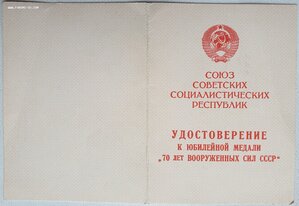 СОЮЗ
СОВЕТСКИХ
СОЦИАЛИСТИЧЕСКИХ
РЕСПУБЛИК
УДОСТОВЕРЕНИЕ
К ЮБИЛЕЙНОЙ МЕДАЛИ
„70 ЛЕТ ВООРУЖЕННЫХ СИЛ СССР“